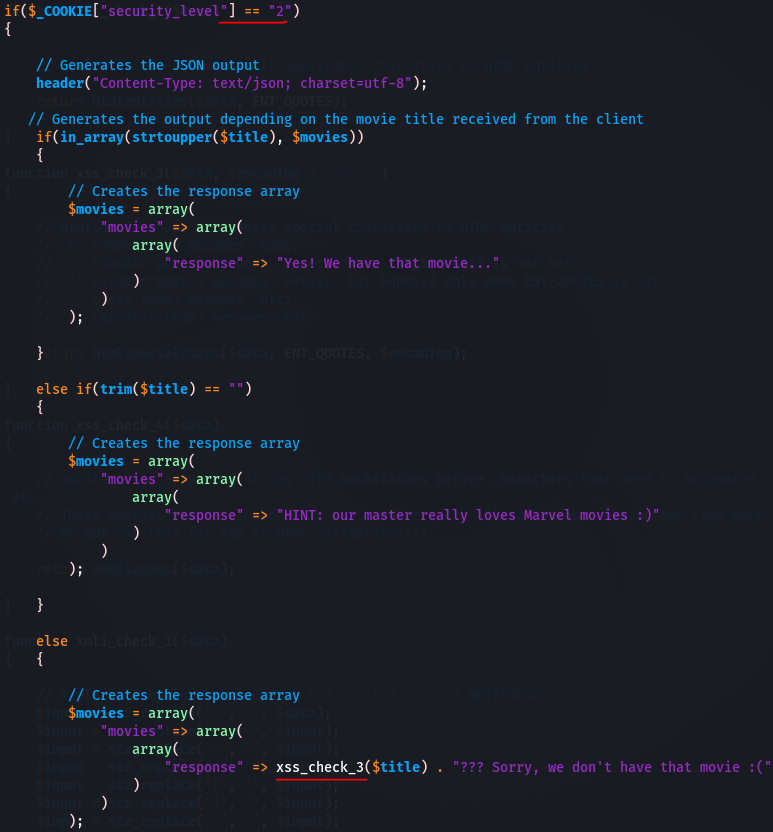 if($_COOKIE["security_level"] == "2")
{
// Generates the JSON output
header("Content-Type: text/json; charset=utf-8");
// Generates the output depending on the movie title received from the client
if(in_array(strtoupper($title), $movies))
{
// Creates the response array
$movies = array(
"movies" => array(
array(
"response" => "Yes! We have that movie..."
)
)
);
}
else if(trim($title) == "")
{
// Creates the response array
$movies = array(
"movies" => array(
array(
"response" => "HINT: our master really loves Marvel movies :)"
)
)
);
}
else
{
// Creates the response array
$movies = array(
"movies" => array(
array(
"response" => xss_check_3($title) . "??? Sorry, we don't have that movie :("
)
)
);